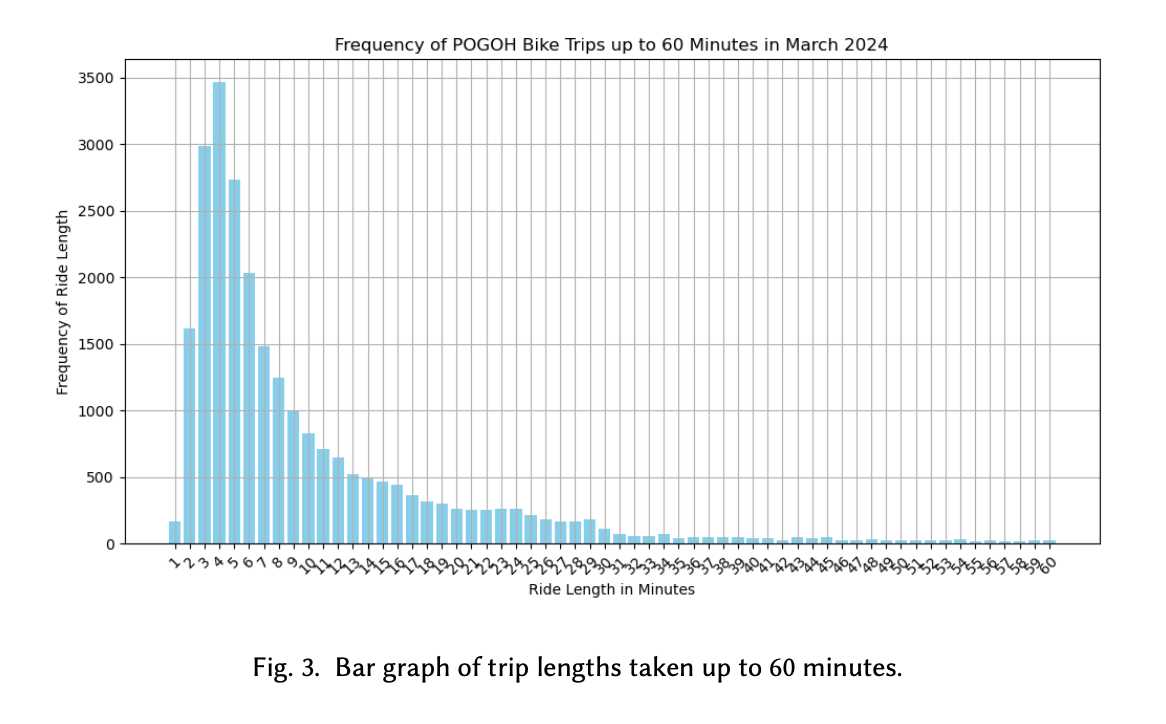 Frequency of POGOH Bike Trips up to 60 Minutes in March 2024
Frequency of Ride Length
3500
3000
2500
2000
1500
1000
500
0
1 2 3 4 5 6 7 8 9 10 11 12 13 14 15 16 17 18 19 20 21 22 23 24 25 26 27 28 29 30 31 32 33 34 35 36 37 38 39 40 41 42 43 44 45 46 47 48 49 50 51 52 53 54 55 56 57 58 59 60
Ride Length in Minutes
Fig. 3. Bar graph of trip lengths taken up to 60 minutes.